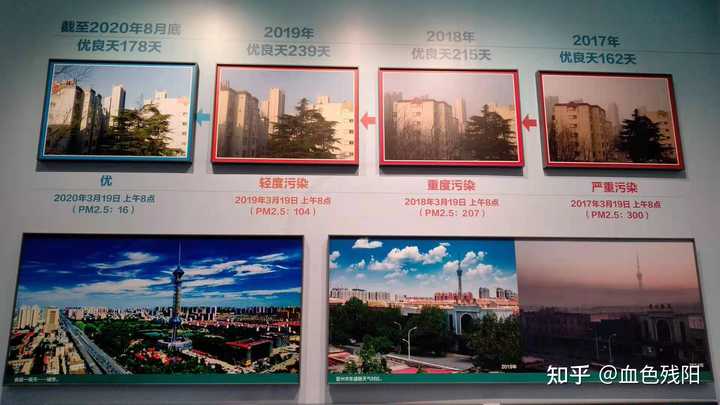 截至2020年8月底
优良天178天
2019年
优良天239天
2018年
优良天215天
2017年
优良天162天
优
2020年3月19日 上午8点
（PM2.5：16）
轻度污染
2019年3月19日 上午8点
（PM2.5：104）
重度污染
2018年3月19日 上午8点
（PM2.5：207）
严重污染
2017年3月19日 上午8点
（PM2.5：300）
2019年
知乎 @血色残阳